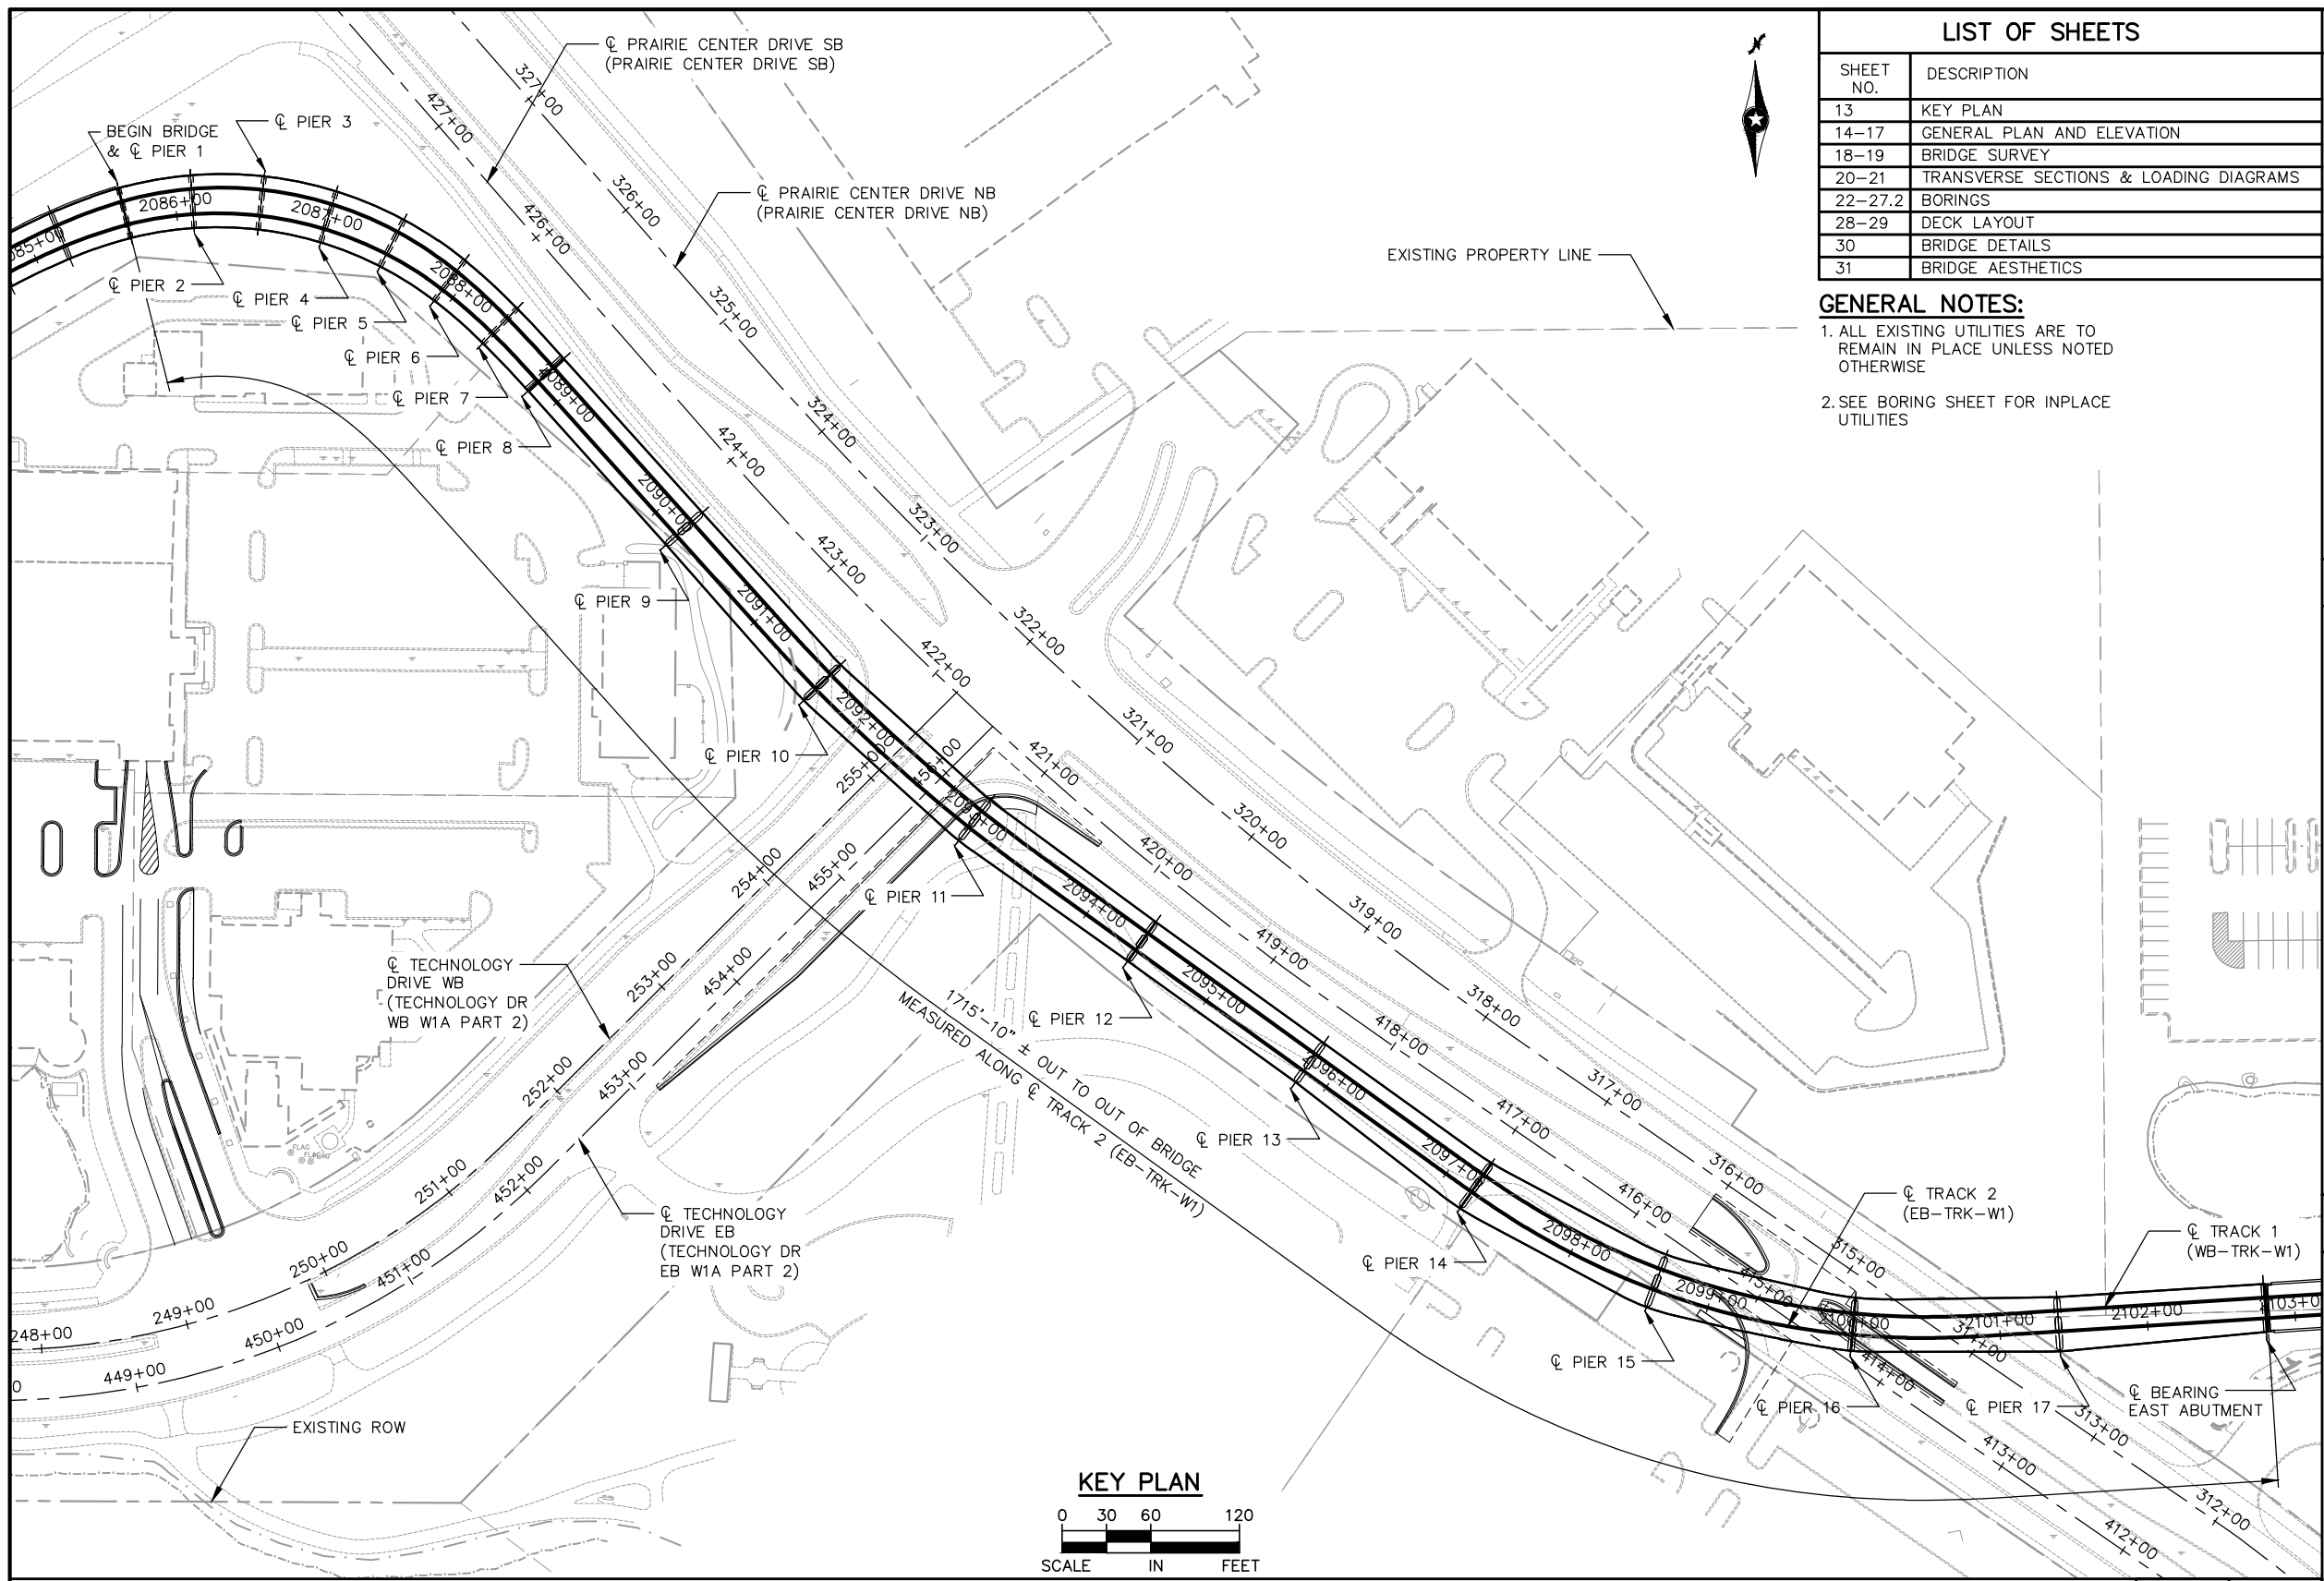 LIST OF SHEETS
SHEET NO. DESCRIPTION
13 KEY PLAN
14-17 GENERAL PLAN AND ELEVATION
18-19 BRIDGE SURVEY
20-21 TRANSVERSE SECTIONS & LOADING DIAGRAMS
22-27.2 BORINGS
28-29 DECK LAYOUT
30 BRIDGE DETAILS
31 BRIDGE AESTHETICS
GENERAL NOTES:
1. ALL EXISTING UTILITIES ARE TO
REMAIN IN PLACE UNLESS NOTED
OTHERWISE
2. SEE BORING SHEET FOR INPLACE
UTILITIES
℄ PRAIRIE CENTER DRIVE SB
(PRAIRIE CENTER DRIVE SB)
℄ PRAIRIE CENTER DRIVE NB
(PRAIRIE CENTER DRIVE NB)
EXISTING PROPERTY LINE
BEGIN BRIDGE
& ℄ PIER 1
℄ PIER 3
℄ PIER 2
℄ PIER 4
℄ PIER 5
℄ PIER 6
℄ PIER 7
℄ PIER 8
℄ PIER 9
℄ PIER 10
℄ PIER 11
℄ PIER 12
℄ PIER 13
℄ PIER 14
℄ PIER 15
℄ PIER 16
℄ PIER 17
℄ BEARING
EAST ABUTMENT
℄ TRACK 2
(EB-TRK-W1)
℄ TRACK 1
(WB-TRK-W1)
1715'-10" ± OUT TO OUT OF BRIDGE
MEASURED ALONG ℄ TRACK 2 (EB-TRK-W1)
℄ TECHNOLOGY
DRIVE WB
(TECHNOLOGY DR
WB W1A PART 2)
℄ TECHNOLOGY
DRIVE EB
(TECHNOLOGY DR
EB W1A PART 2)
EXISTING ROW
FLAG
2086+00
2087+00
2088+00
2089+00
2090+00
2091+00
2092+00
2094+00
2095+00
2096+00
2097+00
2098+00
2099+00
2100+00
2101+00
2102+00
427+00
426+00
424+00
423+00
422+00
421+00
420+00
419+00
418+00
417+00
416+00
415+00
414+00
413+00
412+00
327+00
326+00
325+00
324+00
323+00
322+00
321+00
320+00
319+00
318+00
317+00
316+00
315+00
314+00
313+00
312+00
255+00
254+00
253+00
252+00
251+00
250+00
249+00
248+00
455+00
454+00
453+00
452+00
451+00
450+00
449+00
KEY PLAN
0 30 60 120
SCALE IN FEET